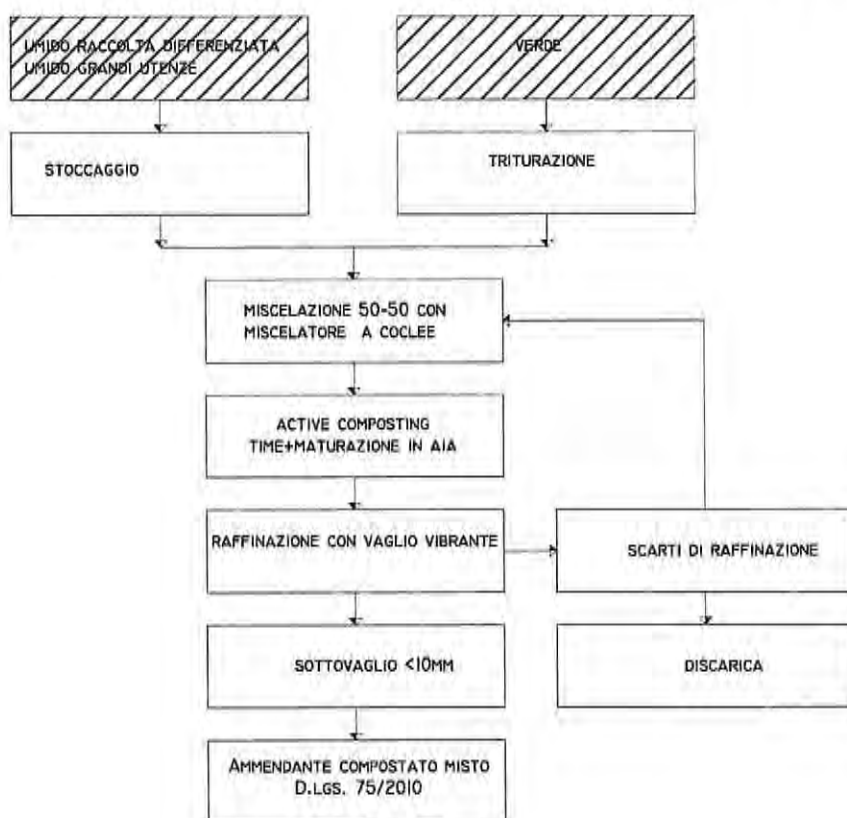 UMIDO RACCOLTA DIFFERENZIATA
UMIDO GRANDI UTENZE
VERDE
STOCCAGGIO
TRITURAZIONE
MISCELAZIONE 50-50 CON
MISCELATORE A COCLEE
ACTIVE COMPOSTING
TIME+MATURAZIONE IN AIA
RAFFINAZIONE CON VAGLIO VIBRANTE
SCARTI DI RAFFINAZIONE
SOTTOVAGLIO <10MM
DISCARICA
AMMENDANTE COMPOSTATO MISTO
D.LGS. 75/2010